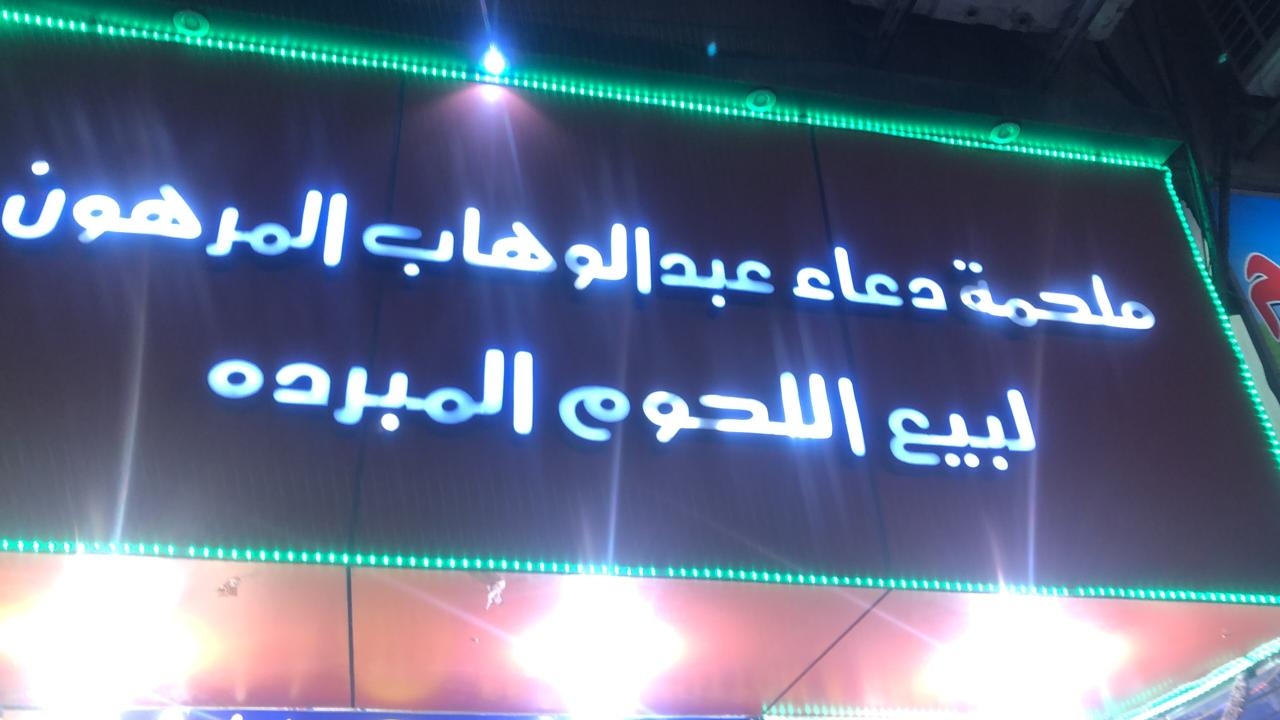 ملحمة دعاء عبدالوهاب المرهون
لبيع اللحوم المبرده